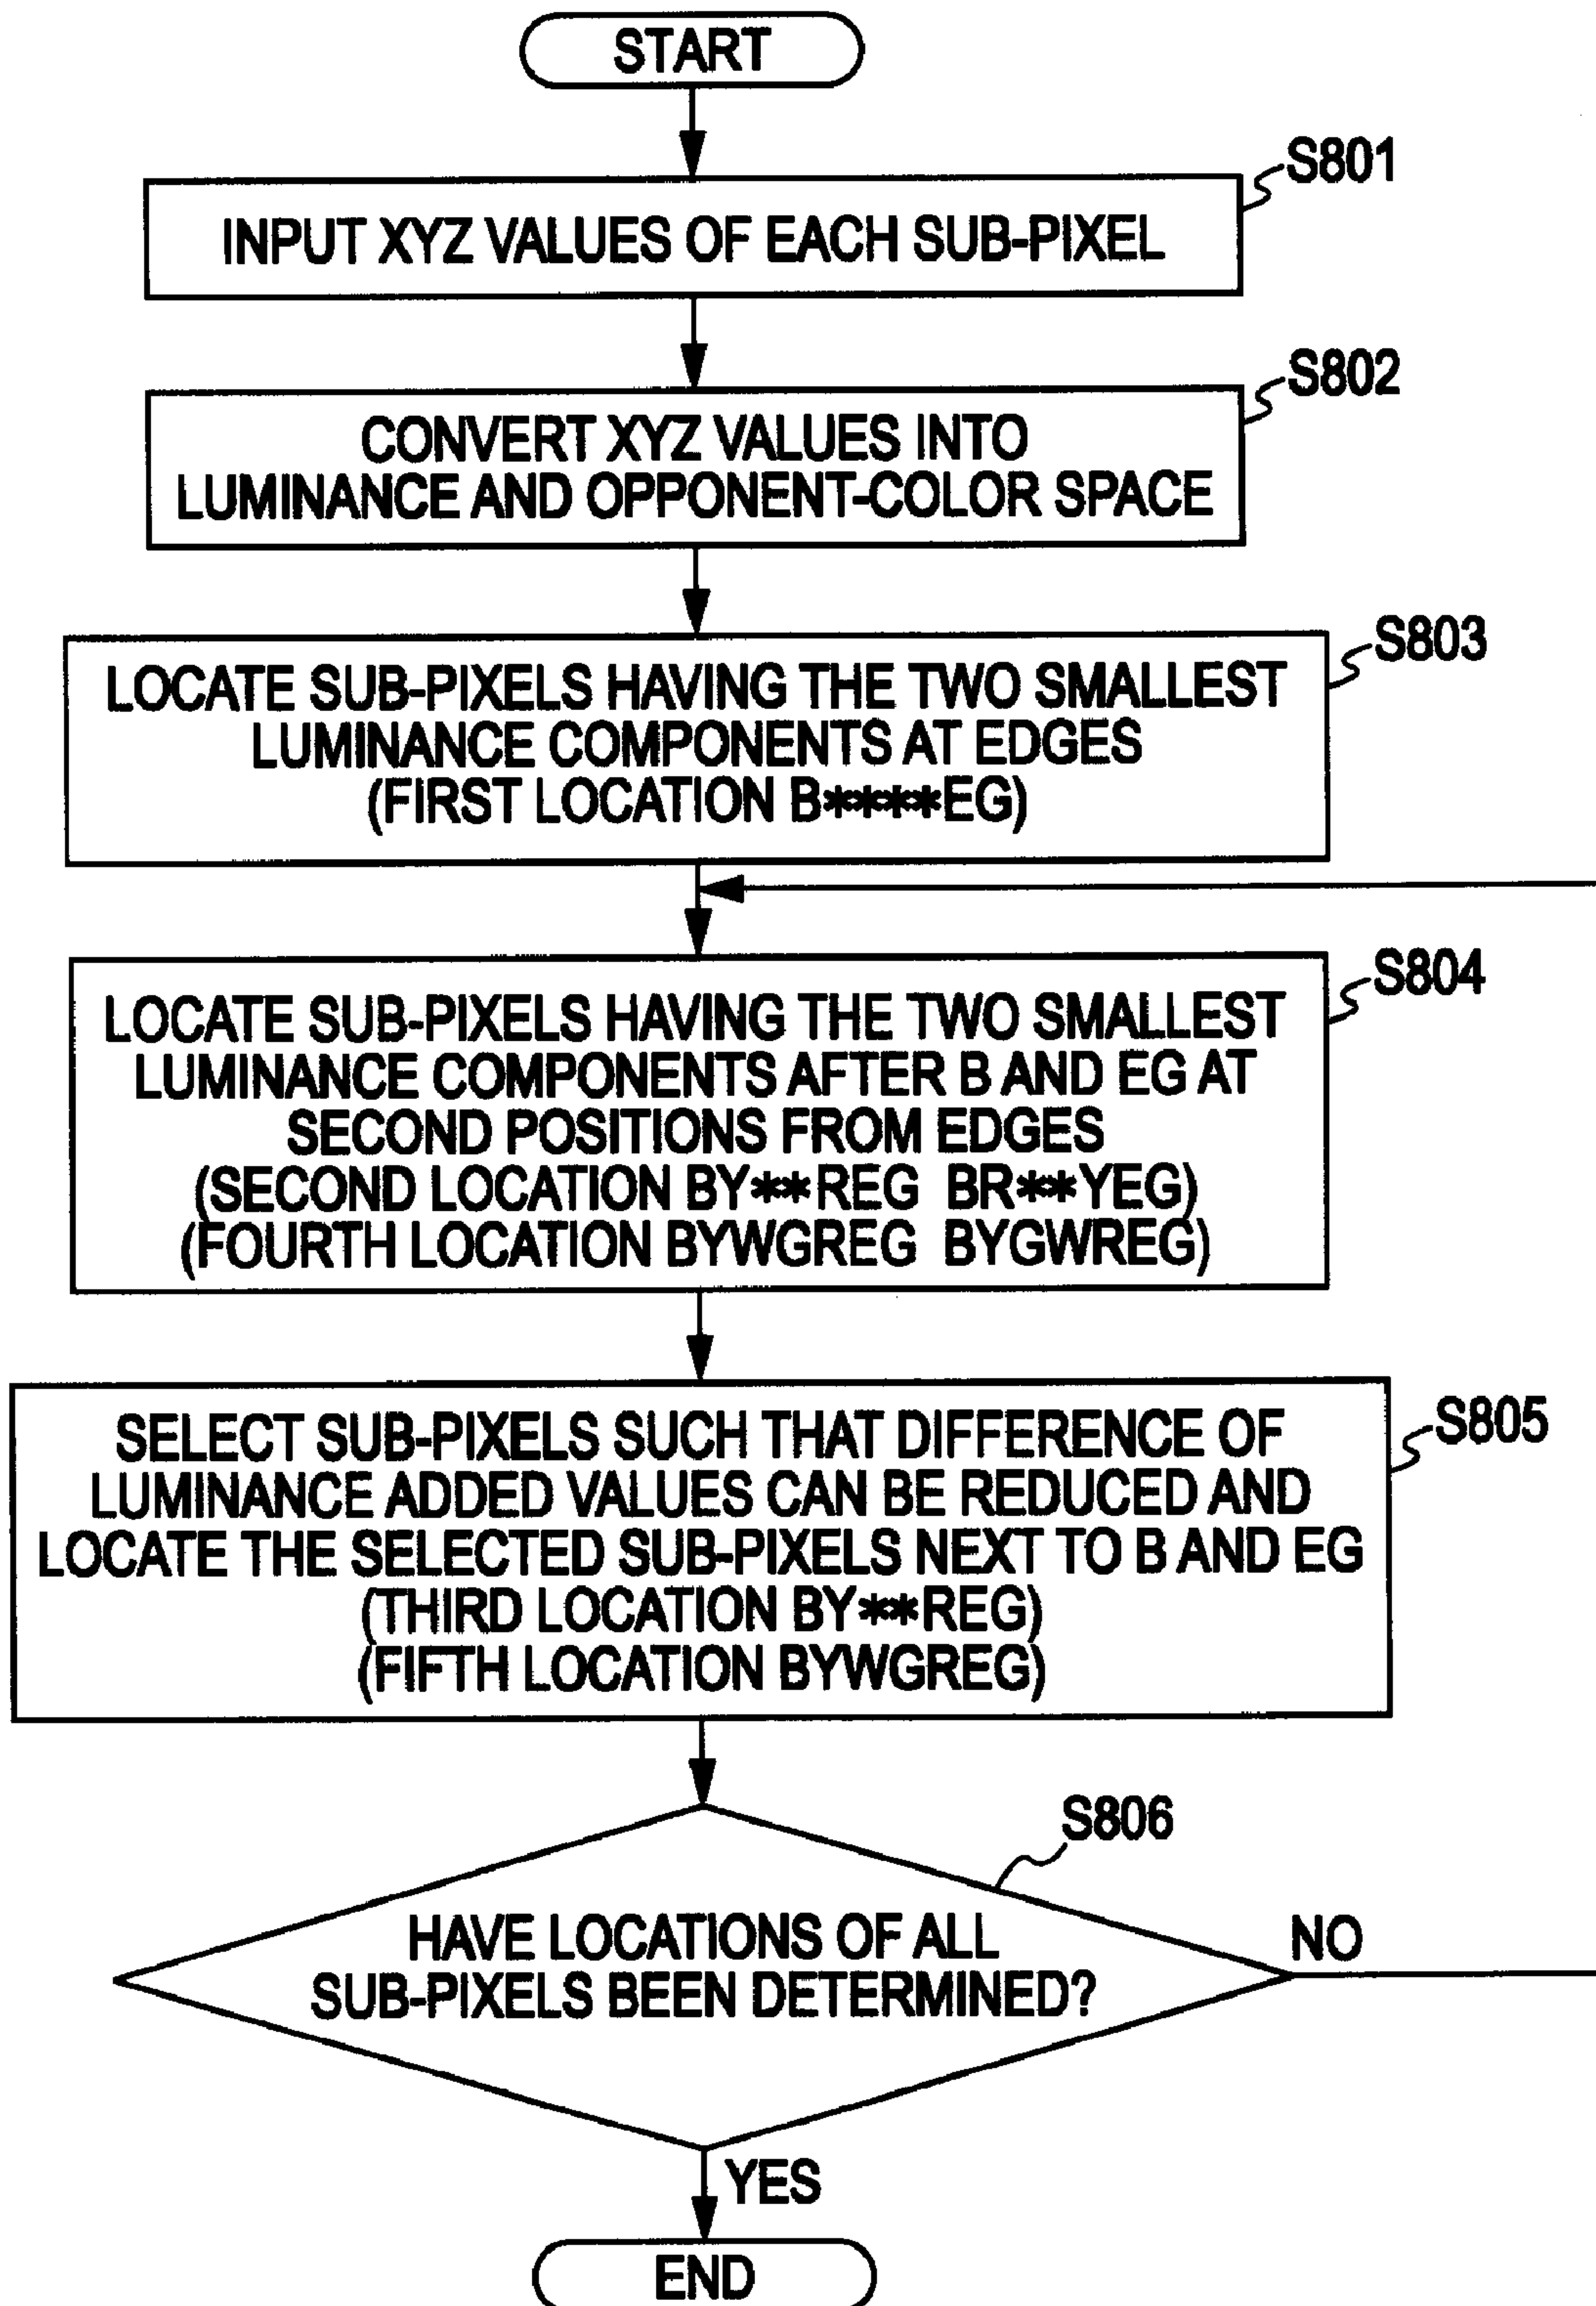 START
S801
INPUT XYZ VALUES OF EACH SUB-PIXEL
S802
CONVERT XYZ VALUES INTO
LUMINANCE AND OPPONENT-COLOR SPACE
S803
LOCATE SUB-PIXELS HAVING THE TWO SMALLEST
LUMINANCE COMPONENTS AT EDGES
(FIRST LOCATION B****EG)
S804
LOCATE SUB-PIXELS HAVING THE TWO SMALLEST
LUMINANCE COMPONENTS AFTER B AND EG AT
SECOND POSITIONS FROM EDGES
(SECOND LOCATION BY**REG BR**YEG)
(FOURTH LOCATION BYWGREG BYGWREG)
S805
SELECT SUB-PIXELS SUCH THAT DIFFERENCE OF
LUMINANCE ADDED VALUES CAN BE REDUCED AND
LOCATE THE SELECTED SUB-PIXELS NEXT TO B AND EG
(THIRD LOCATION BY**REG)
(FIFTH LOCATION BYWGREG)
S806
HAVE LOCATIONS OF ALL
SUB-PIXELS BEEN DETERMINED?
NO
YES
END